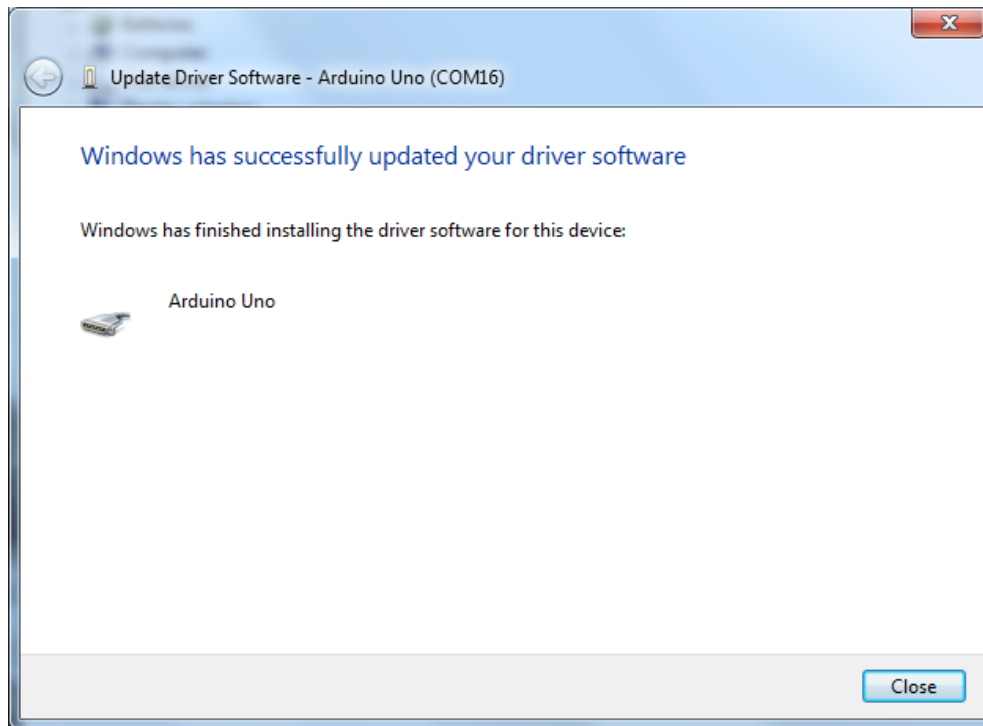 Update Driver Software - Arduino Uno (COM16)
Windows has successfully updated your driver software
Windows has finished installing the driver software for this device:
Arduino Uno
Close